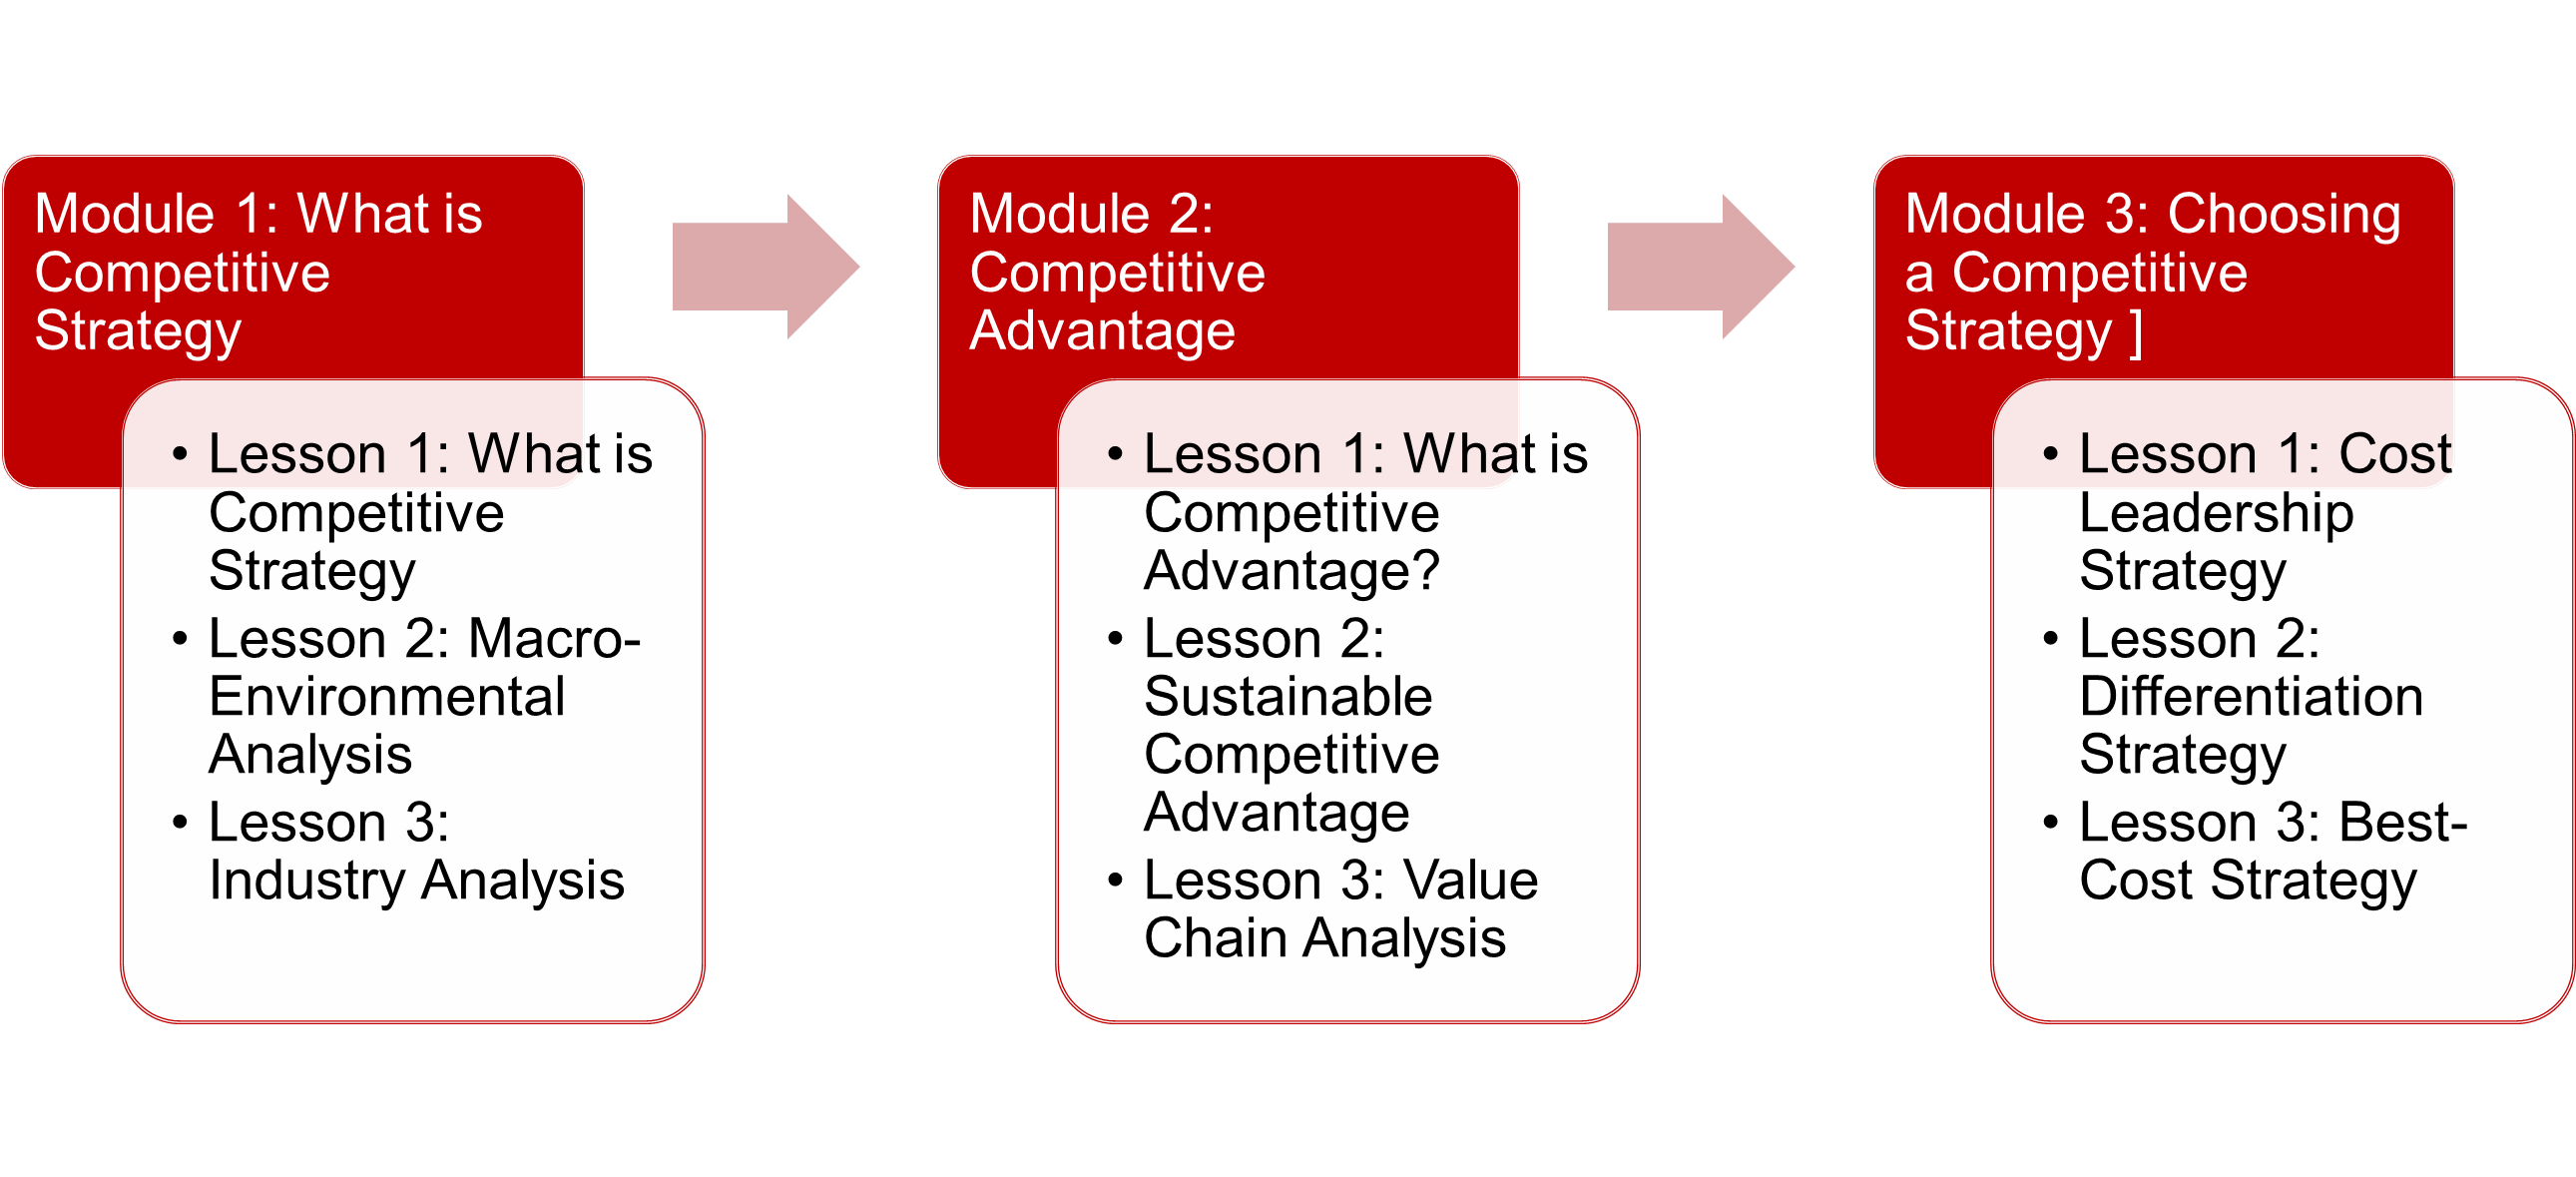 Module 1: What is
Competitive
Strategy
• Lesson 1: What is
Competitive
Strategy
• Lesson 2: Macro-
Environmental
Analysis
• Lesson 3:
Industry Analysis
Module 2:
Competitive
Advantage
• Lesson 1: What is
Competitive
Advantage?
• Lesson 2:
Sustainable
Competitive
Advantage
• Lesson 3: Value
Chain Analysis
Module 3: Choosing
a Competitive
Strategy ]
• Lesson 1: Cost
Leadership
Strategy
• Lesson 2:
Differentiation
Strategy
• Lesson 3: Best-
Cost Strategy